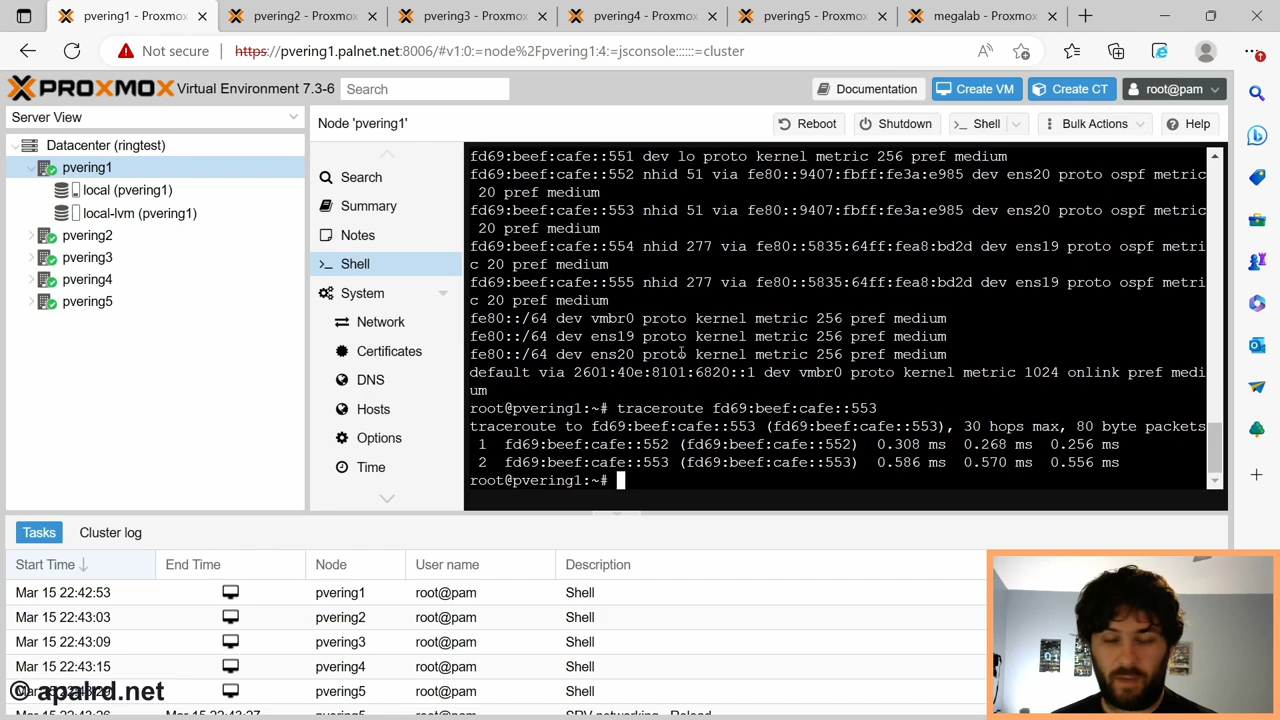 pvering1 - Proxmox
pvering2 - Proxmox
pvering3 - Proxmox
pvering4 - Proxmox
pvering5 - Proxmox
megalab - Proxmox
Not secure
https://pvering1.palnet.net:8006/#v1:0:=node%2Fpvering1:4:=jsconsole::::::=cluster
PROXMOX Virtual Environment 7.3-6
Search
Documentation
Create VM
Create CT
root@pam
Server View
Datacenter (ringtest)
pvering1
local (pvering1)
local-lvm (pvering1)
pvering2
pvering3
pvering4
pvering5
Node 'pvering1'
Reboot
Shutdown
Shell
Bulk Actions
Help
Search
Summary
Notes
Shell
System
Network
Certificates
DNS
Hosts
Options
Time
fd69:beef:cafe::551 dev lo proto kernel metric 256 pref medium
fd69:beef:cafe::552 nhid 51 via fe80::9407:fbff:fe3a:e985 dev ens20 proto ospf metric
20 pref medium
fd69:beef:cafe::553 nhid 51 via fe80::9407:fbff:fe3a:e985 dev ens20 proto ospf metric
20 pref medium
fd69:beef:cafe::554 nhid 277 via fe80::5835:64ff:fea8:bd2d dev ens19 proto ospf metri
c 20 pref medium
fd69:beef:cafe::555 nhid 277 via fe80::5835:64ff:fea8:bd2d dev ens19 proto ospf metri
c 20 pref medium
fe80::/64 dev vmbr0 proto kernel metric 256 pref medium
fe80::/64 dev ens19 proto kernel metric 256 pref medium
fe80::/64 dev ens20 proto kernel metric 256 pref medium
default via 2601:40e:8101:6820::1 dev vmbr0 proto kernel metric 1024 onlink pref medi
um
root@pvering1:~# traceroute fd69:beef:cafe::553
traceroute to fd69:beef:cafe::553 (fd69:beef:cafe::553), 30 hops max, 80 byte packets
1 fd69:beef:cafe::552 (fd69:beef:cafe::552) 0.308 ms 0.268 ms 0.256 ms
2 fd69:beef:cafe::553 (fd69:beef:cafe::553) 0.586 ms 0.570 ms 0.556 ms
root@pvering1:~#
Tasks
Cluster log
Start Time End Time Node User name Description
Mar 15 22:42:53 pvering1 root@pam Shell
Mar 15 22:43:03 pvering2 root@pam Shell
Mar 15 22:43:09 pvering3 root@pam Shell
Mar 15 22:43:15 pvering4 root@pam Shell
pvering5 root@pam Shell
© apalrd.net
Mar 15 22:43:26 Mar 15 22:43:27 pvering5 root@pam SRV networking - Reload